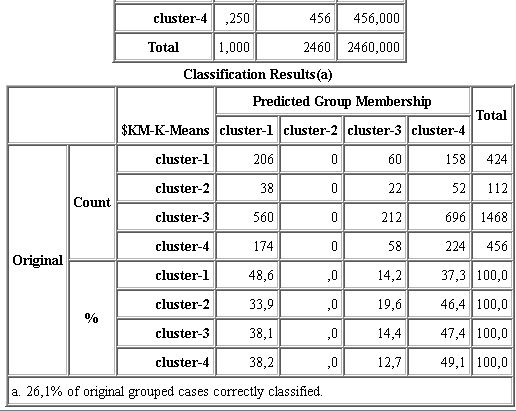 cluster-4 ,250 456 456,000
Total 1,000 2460 2460,000
Classification Results(a)
Predicted Group Membership
$KM-K-Means cluster-1 cluster-2 cluster-3 cluster-4 Total
Original Count cluster-1 206 0 60 158 424
cluster-2 38 0 22 52 112
cluster-3 560 0 212 696 1468
cluster-4 174 0 58 224 456
% cluster-1 48,6 ,0 14,2 37,3 100,0
cluster-2 33,9 ,0 19,6 46,4 100,0
cluster-3 38,1 ,0 14,4 47,4 100,0
cluster-4 38,2 ,0 12,7 49,1 100,0
a. 26,1% of original grouped cases correctly classified.